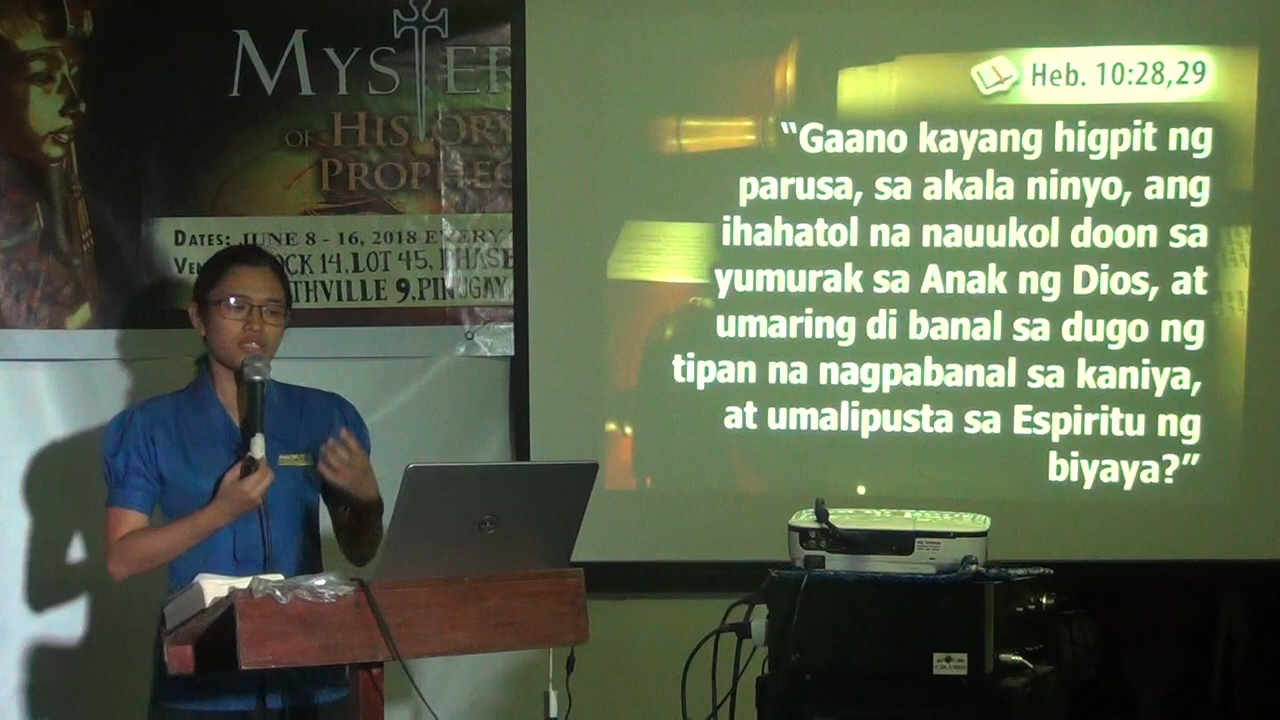 MYSTER
OF HISTORY
PROPHEC
DATES: JUNE 8 - 16, 2018 EVERY
OCK 14, LOT 45, PHASE
THVILLE 9, PINUGAY,
Heb. 10:28,29
“Gaano kayang higpit ng
parusa, sa akala ninyo, ang
ihahatol na nauukol doon sa
yumurak sa Anak ng Dios, at
umaring di banal sa dugo ng
tipan na nagpabanal sa kaniya,
at umalipusta sa Espiritu ng
biyaya?”